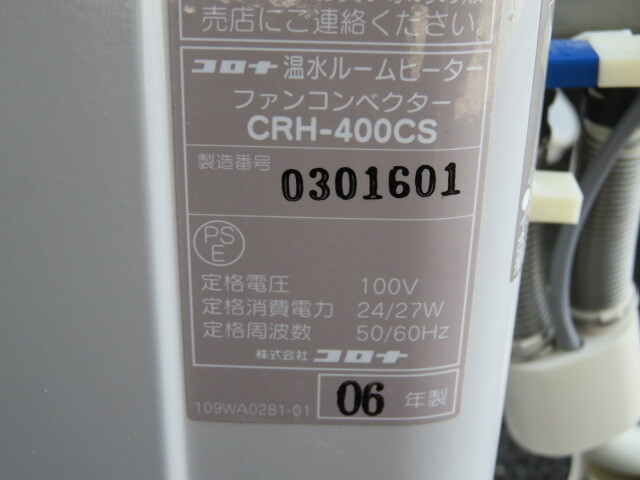 売店にご連絡ください。
コロナ 温水ルームヒーター
ファンコンベクター
CRH-400CS
製造番号 0301601
PS
E
定格電圧 100V
定格消費電力 24/27W
定格周波数 50/60Hz
株式会社 コロナ
109WA0281-01 06 年製